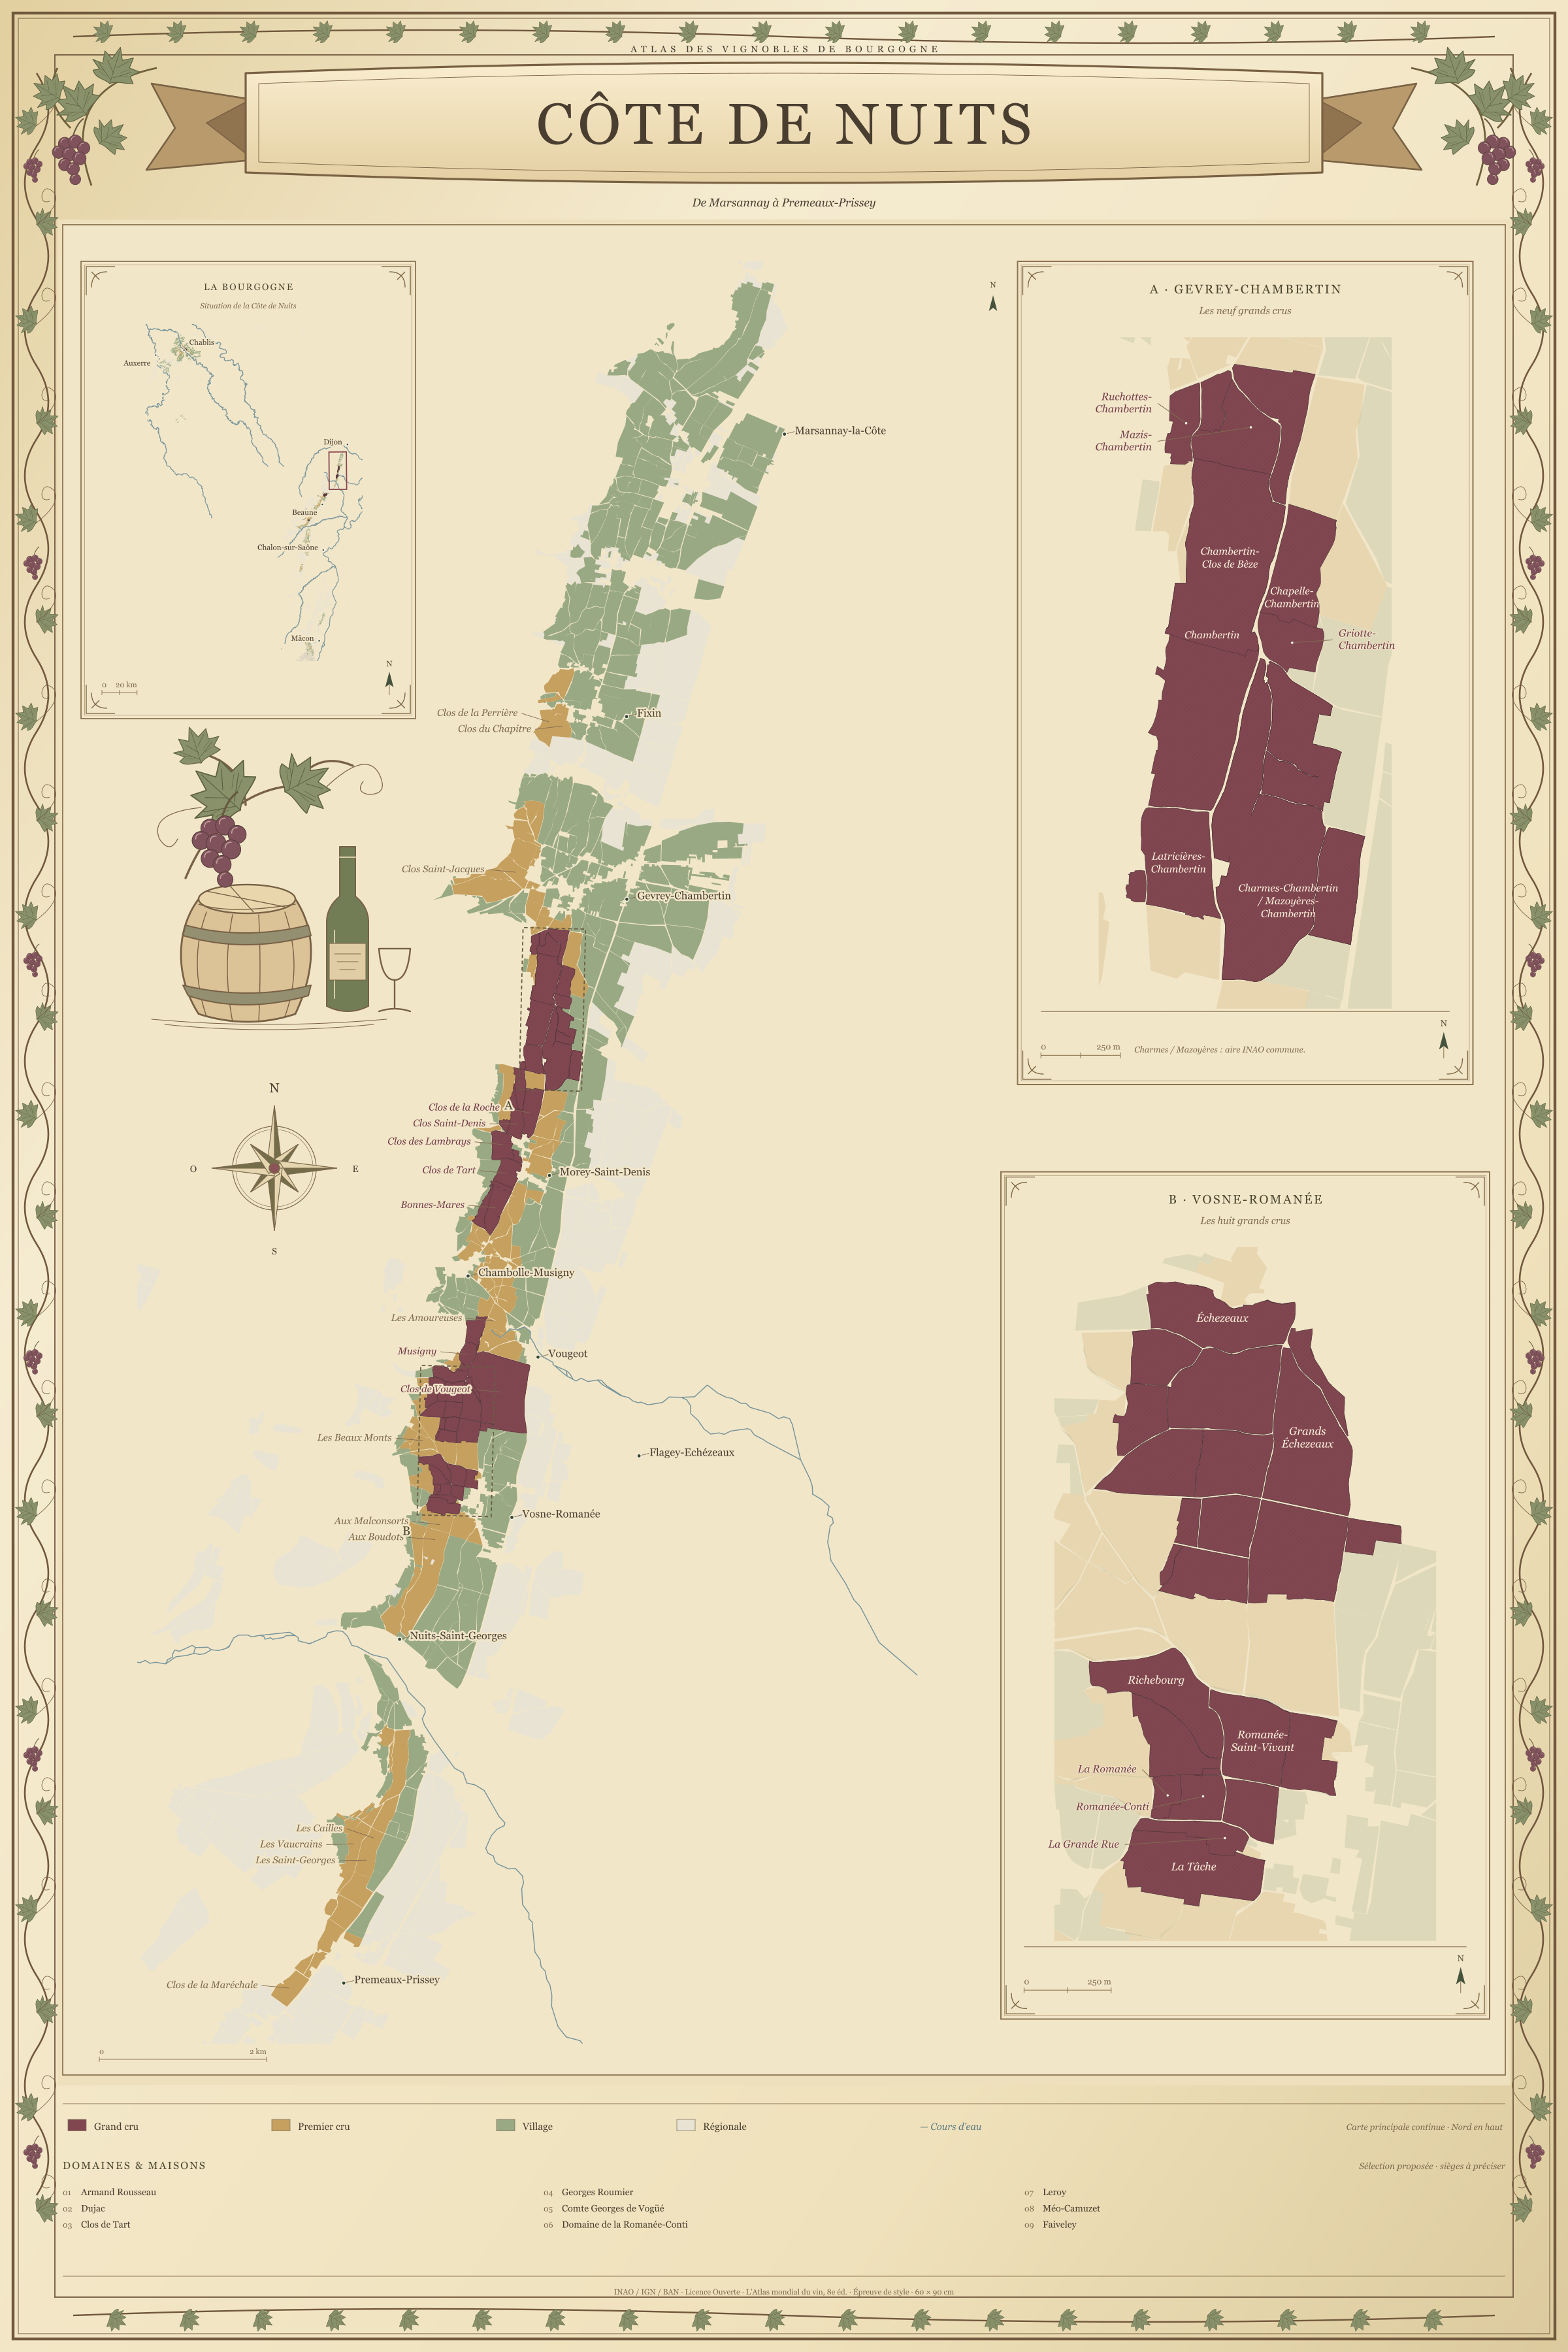 ATLAS DES VIGNOBLES DE BOURGOGNE
CÔTE DE NUITS
De Marsannay à Premeaux-Prissey
LA BOURGOGNE
Situation de la Côte de Nuits
Chablis
Auxerre
Dijon
Beaune
Chalon-sur-Saône
Mâcon
N
0 20 km
N
Marsannay-la-Côte
Clos de la Perrière
Fixin
Clos du Chapitre
Clos Saint-Jacques
Gevrey-Chambertin
N
O
E
S
Clos de la Roche
A
Clos Saint-Denis
Clos des Lambrays
Clos de Tart
Morey-Saint-Denis
Bonnes-Mares
Chambolle-Musigny
Les Amoureuses
Musigny
Vougeot
Clos de Vougeot
Les Beaux Monts
Flagey-Echézeaux
Vosne-Romanée
Aux Malconsorts
B
Aux Boudots
Nuits-Saint-Georges
Les Cailles
Les Vaucrains
Les Saint-Georges
Clos de la Maréchale
Premeaux-Prissey
0 2 km
A · GEVREY-CHAMBERTIN
Les neuf grands crus
Ruchottes-
Chambertin
Mazis-
Chambertin
Chambertin-
Clos de Bèze
Chapelle-
Chambertin
Chambertin
Griotte-
Chambertin
Latricières-
Chambertin
Charmes-Chambertin
/ Mazoyères-
Chambertin
N
0 250 m
Charmes / Mazoyères : aire INAO commune.
B · VOSNE-ROMANÉE
Les huit grands crus
Échezeaux
Grands
Échezeaux
Richebourg
Romanée-
Saint-Vivant
La Romanée
Romanée-Conti
La Grande Rue
La Tâche
N
0 250 m
Grand cru
Premier cru
Village
Régionale
— Cours d'eau
Carte principale continue · Nord en haut
DOMAINES & MAISONS
Sélection proposée · sièges à préciser
01 Armand Rousseau
02 Dujac
03 Clos de Tart
04 Georges Roumier
05 Comte Georges de Vogüé
06 Domaine de la Romanée-Conti
07 Leroy
08 Méo-Camuzet
09 Faiveley
INAO / IGN / BAN · Licence Ouverte · L'Atlas mondial du vin, 8e éd. · Épreuve de style · 60 × 90 cm